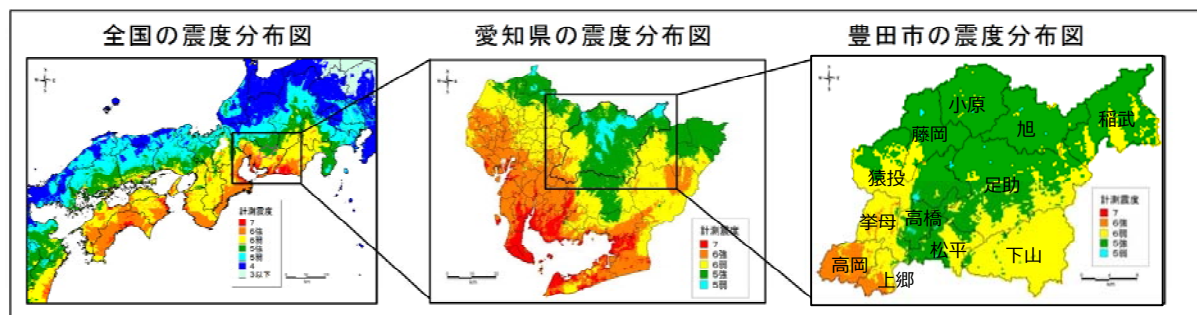 全国の震度分布図
計測震度
7
6強
6弱
5強
5弱
4
3以下
km
愛知県の震度分布図
計測震度
7
6強
6弱
5強
5弱
km
豊田市の震度分布図
小原
旭
稲武
藤岡
猿投
足助
挙母
高橋
松平
下山
高岡
上郷
計測震度
7
6強
6弱
5強
5弱
km